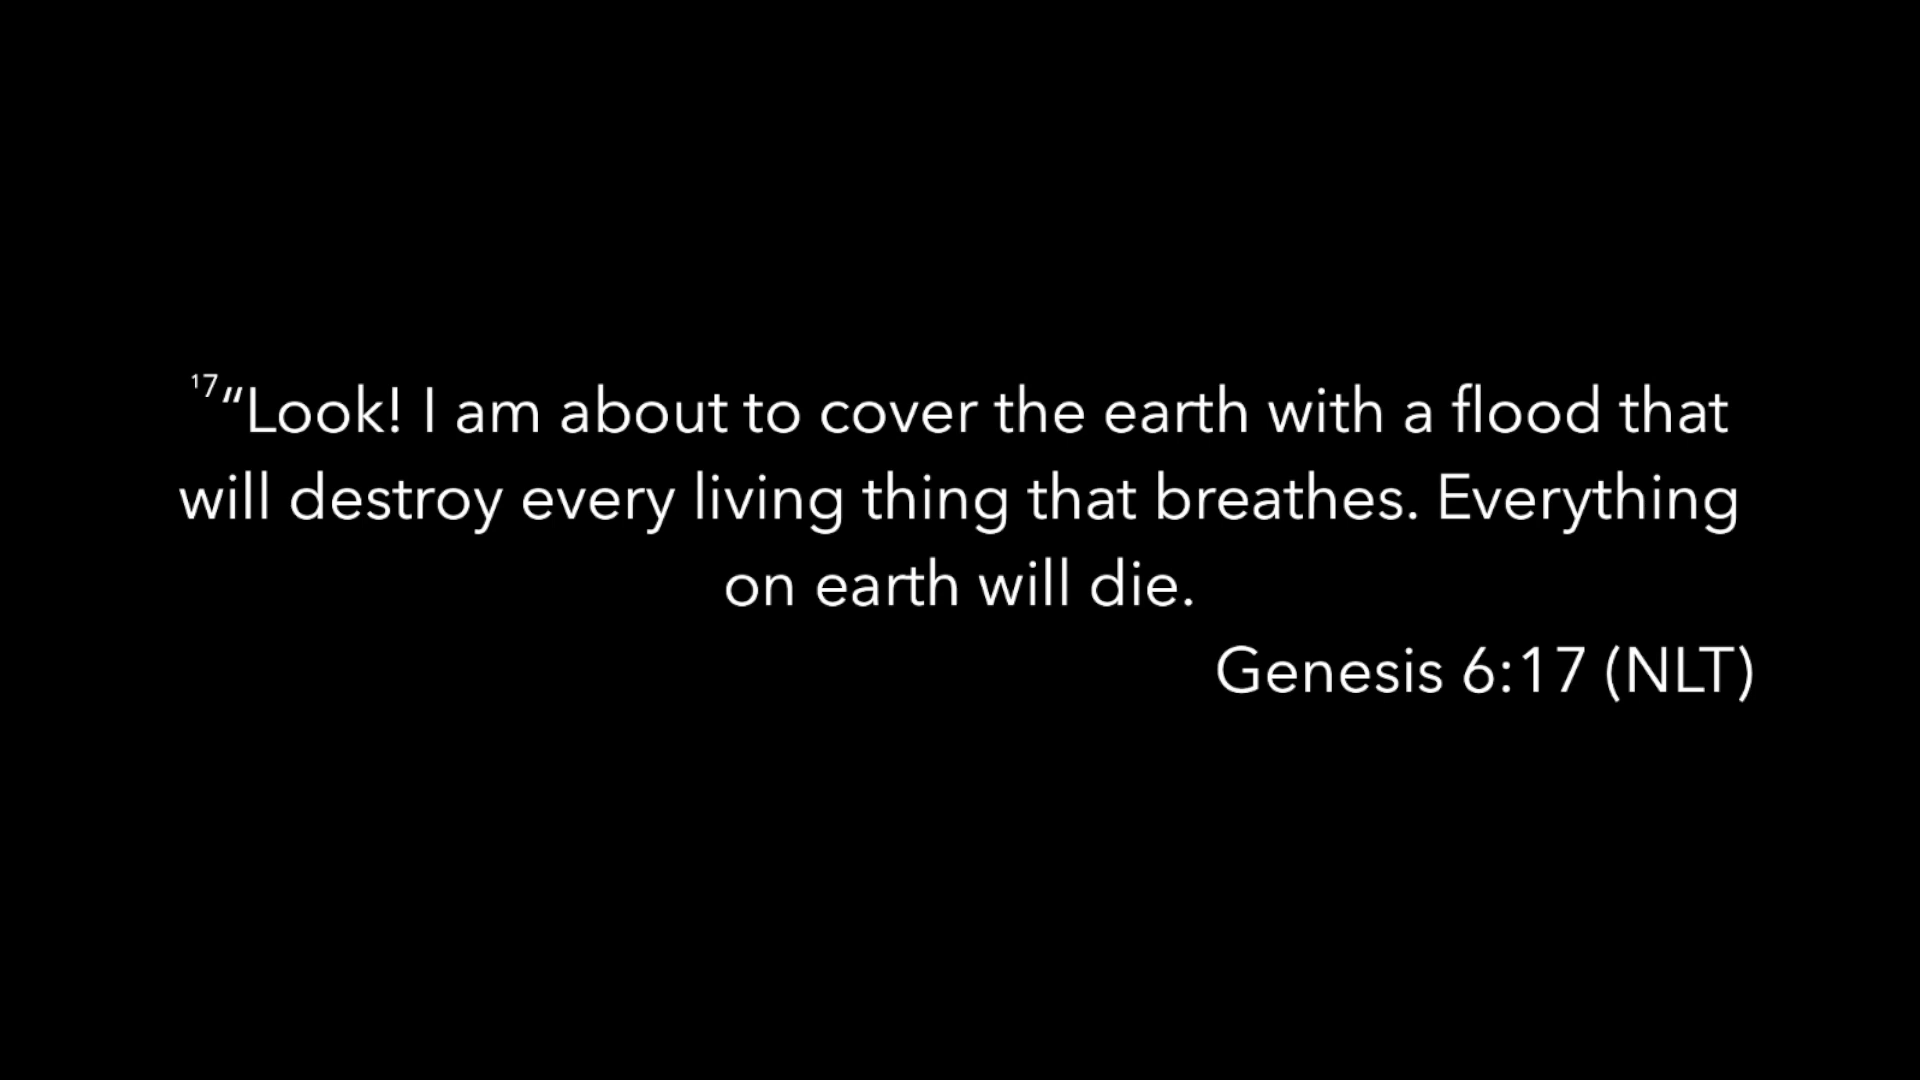 ¹⁷“Look! I am about to cover the earth with a flood that
will destroy every living thing that breathes. Everything
on earth will die.
Genesis 6:17 (NLT)